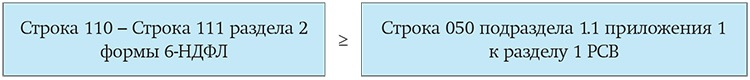 Строка 110 – Строка 111 раздела 2
формы 6-НДФЛ
≥
Строка 050 подраздела 1.1 приложения 1
к разделу 1 РСВ